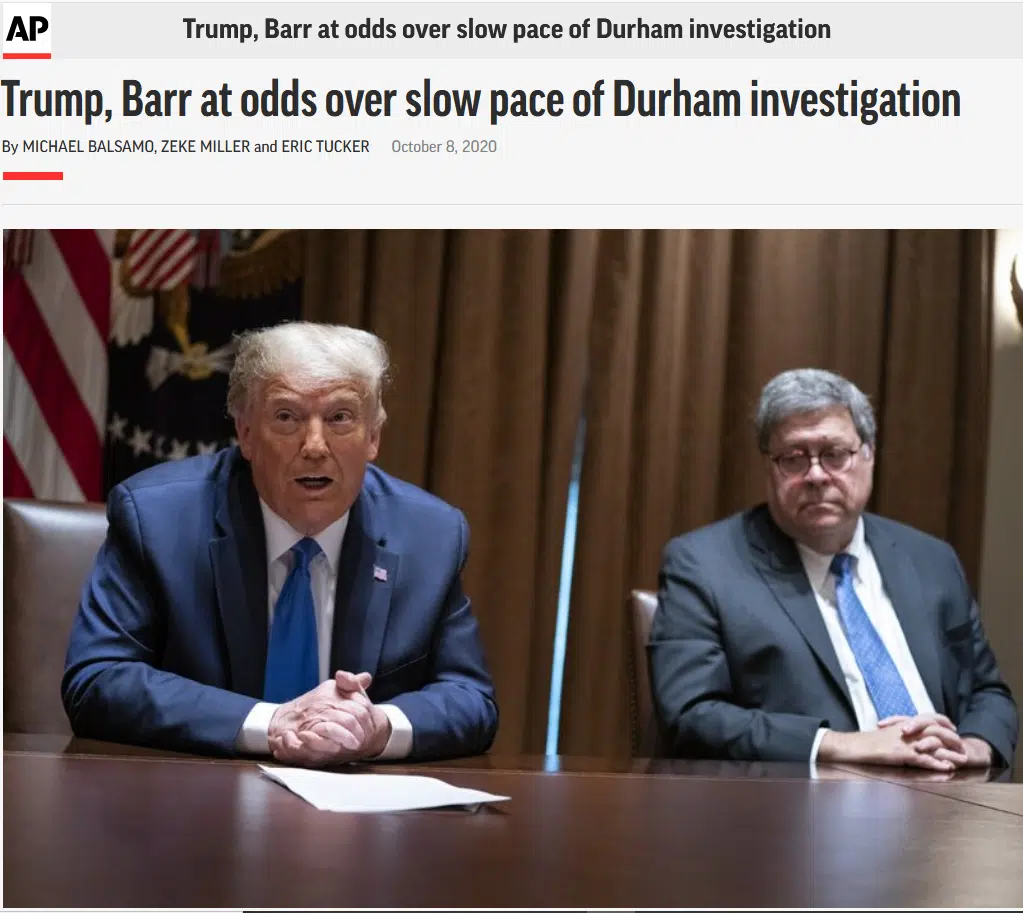 AP
Trump, Barr at odds over slow pace of Durham investigation
Trump, Barr at odds over slow pace of Durham investigation
By MICHAEL BALSAMO, ZEKE MILLER and ERIC TUCKER October 8, 2020